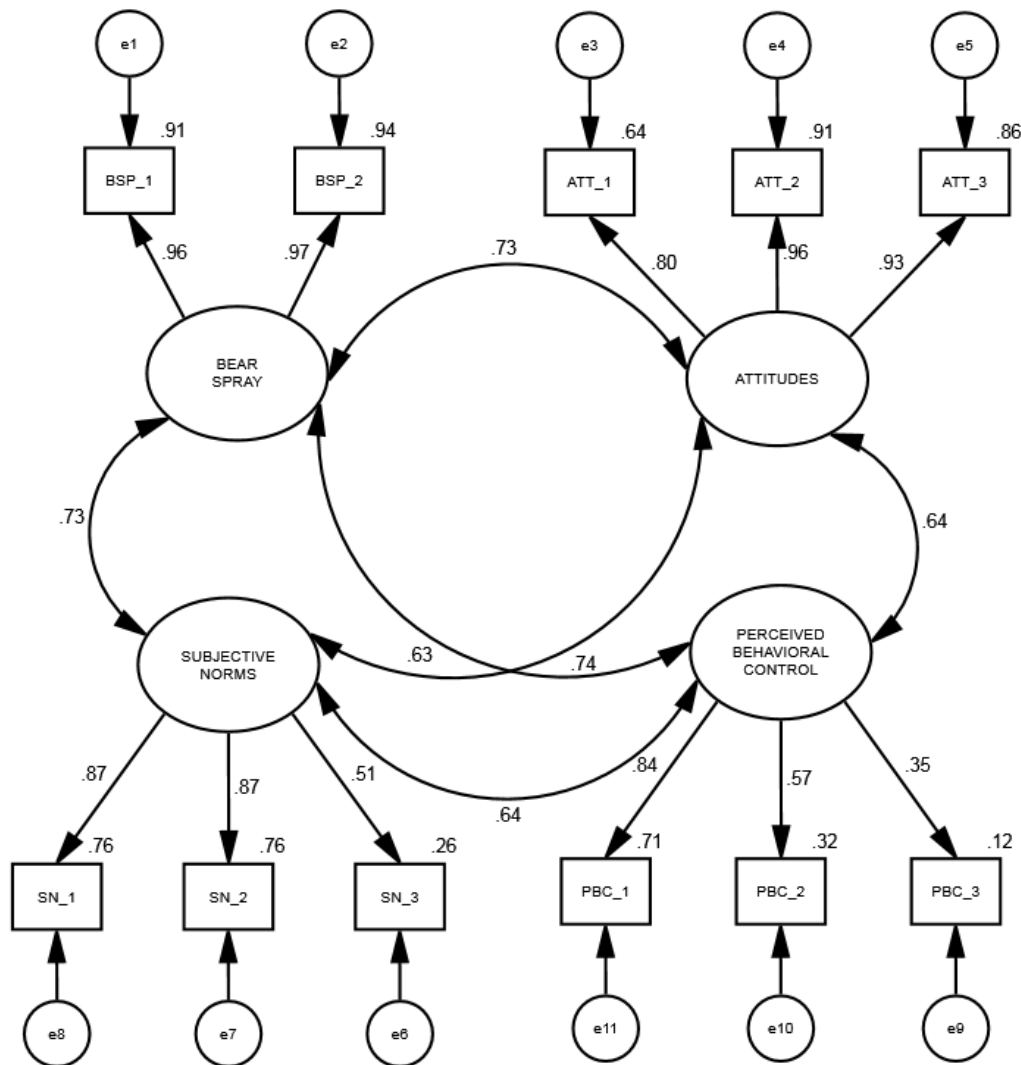 e1
e2
e3
e4
e5
.91
.94
.64
.91
.86
BSP_1
BSP_2
ATT_1
ATT_2
ATT_3
.96
.97
.73
.80
.96
.93
BEAR
SPRAY
ATTITUDES
.73
.64
SUBJECTIVE
NORMS
.63
.74
PERCEIVED
BEHAVIORAL
CONTROL
.87
.87
.51
.64
.84
.57
.35
.76
.76
.26
.71
.32
.12
SN_1
SN_2
SN_3
PBC_1
PBC_2
PBC_3
e8
e7
e6
e11
e10
e9